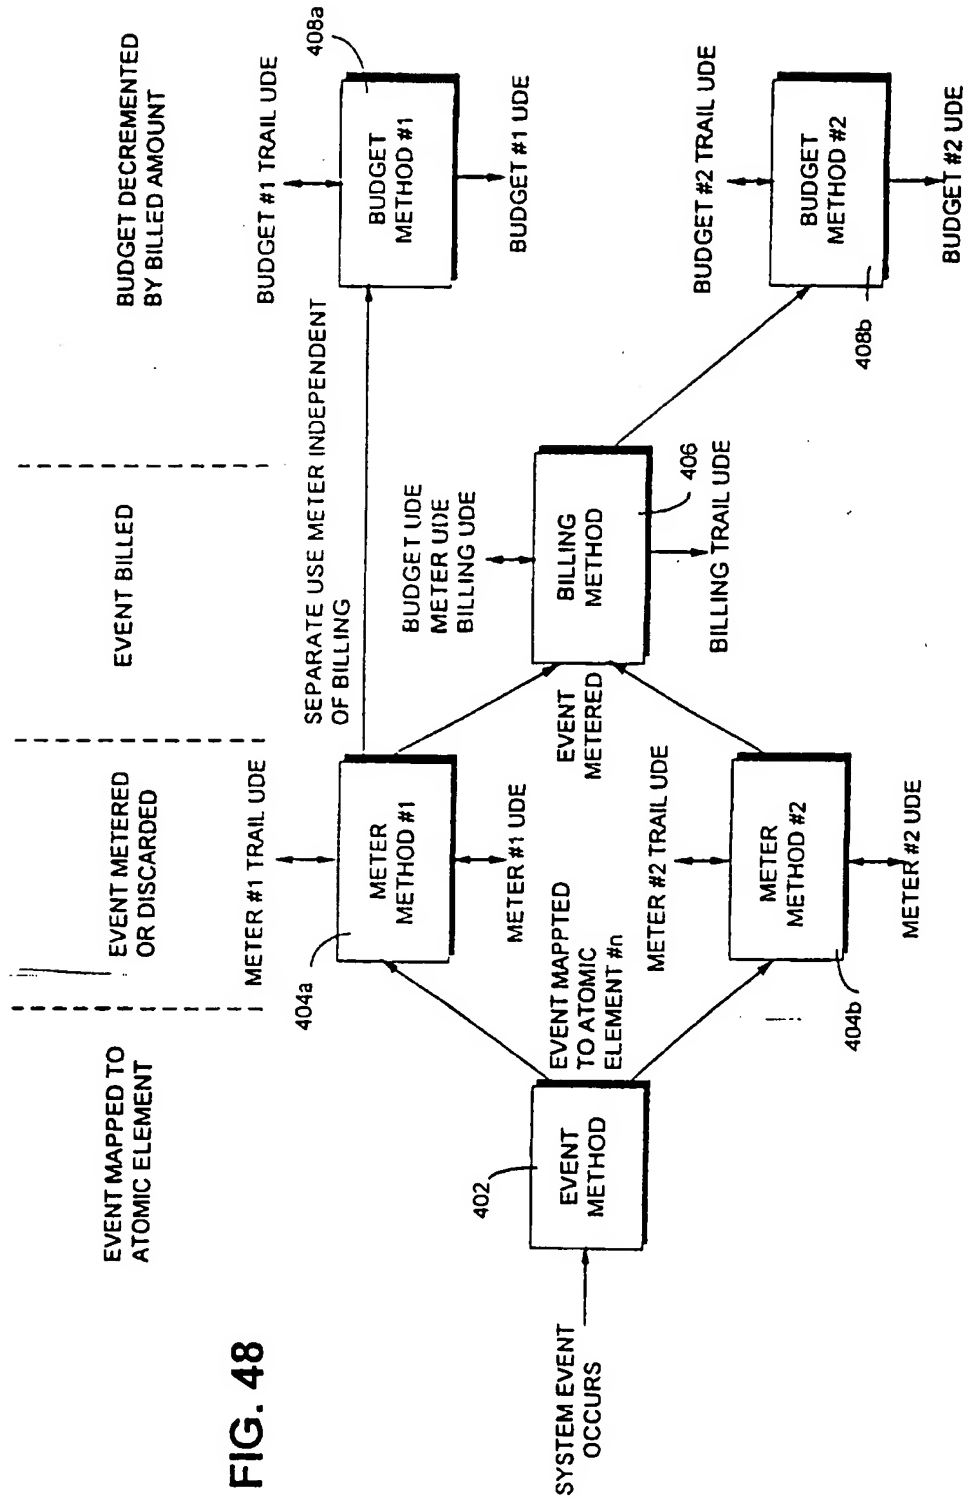 FIG. 48
EVENT MAPPED TO
ATOMIC ELEMENT
EVENT METERED
OR DISCARDED
EVENT BILLED
BUDGET DECREMENTED
BY BILLED AMOUNT
SYSTEM EVENT
OCCURS
402
EVENT
METHOD
EVENT MAPPTED
TO ATOMIC
ELEMENT #n
METER #1 TRAIL UDE
404a
METER
METHOD #1
METER #1 UDE
METER #2 TRAIL UDE
METER
METHOD #2
404b
METER #2 UDE
SEPARATE USE METER INDEPENDENT
OF BILLING
EVENT
METERED
BUDGET UDE
METER UDE
BILLING UDE
BILLING
METHOD
406
BILLING TRAIL UDE
BUDGET #1 TRAIL UDE
408a
BUDGET
METHOD #1
BUDGET #1 UDE
BUDGET #2 TRAIL UDE
BUDGET
METHOD #2
408b
BUDGET #2 UDE